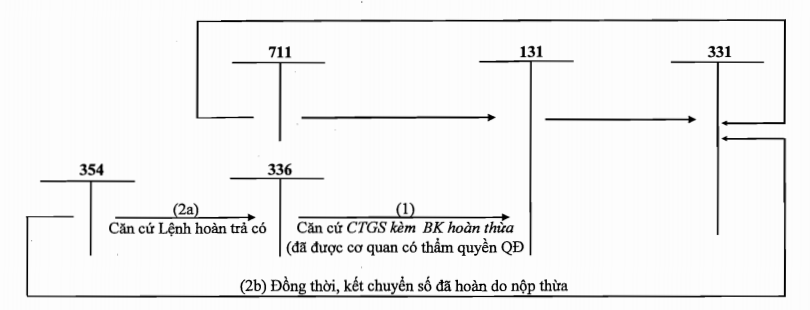 711 131 331
354 336
(2a) (1)
Căn cứ Lệnh hoàn trả có Căn cứ CTGS kèm BK hoàn thừa
(đã được cơ quan có thẩm quyền QĐ
(2b) Đồng thời, kết chuyển số đã hoàn do nộp thừa